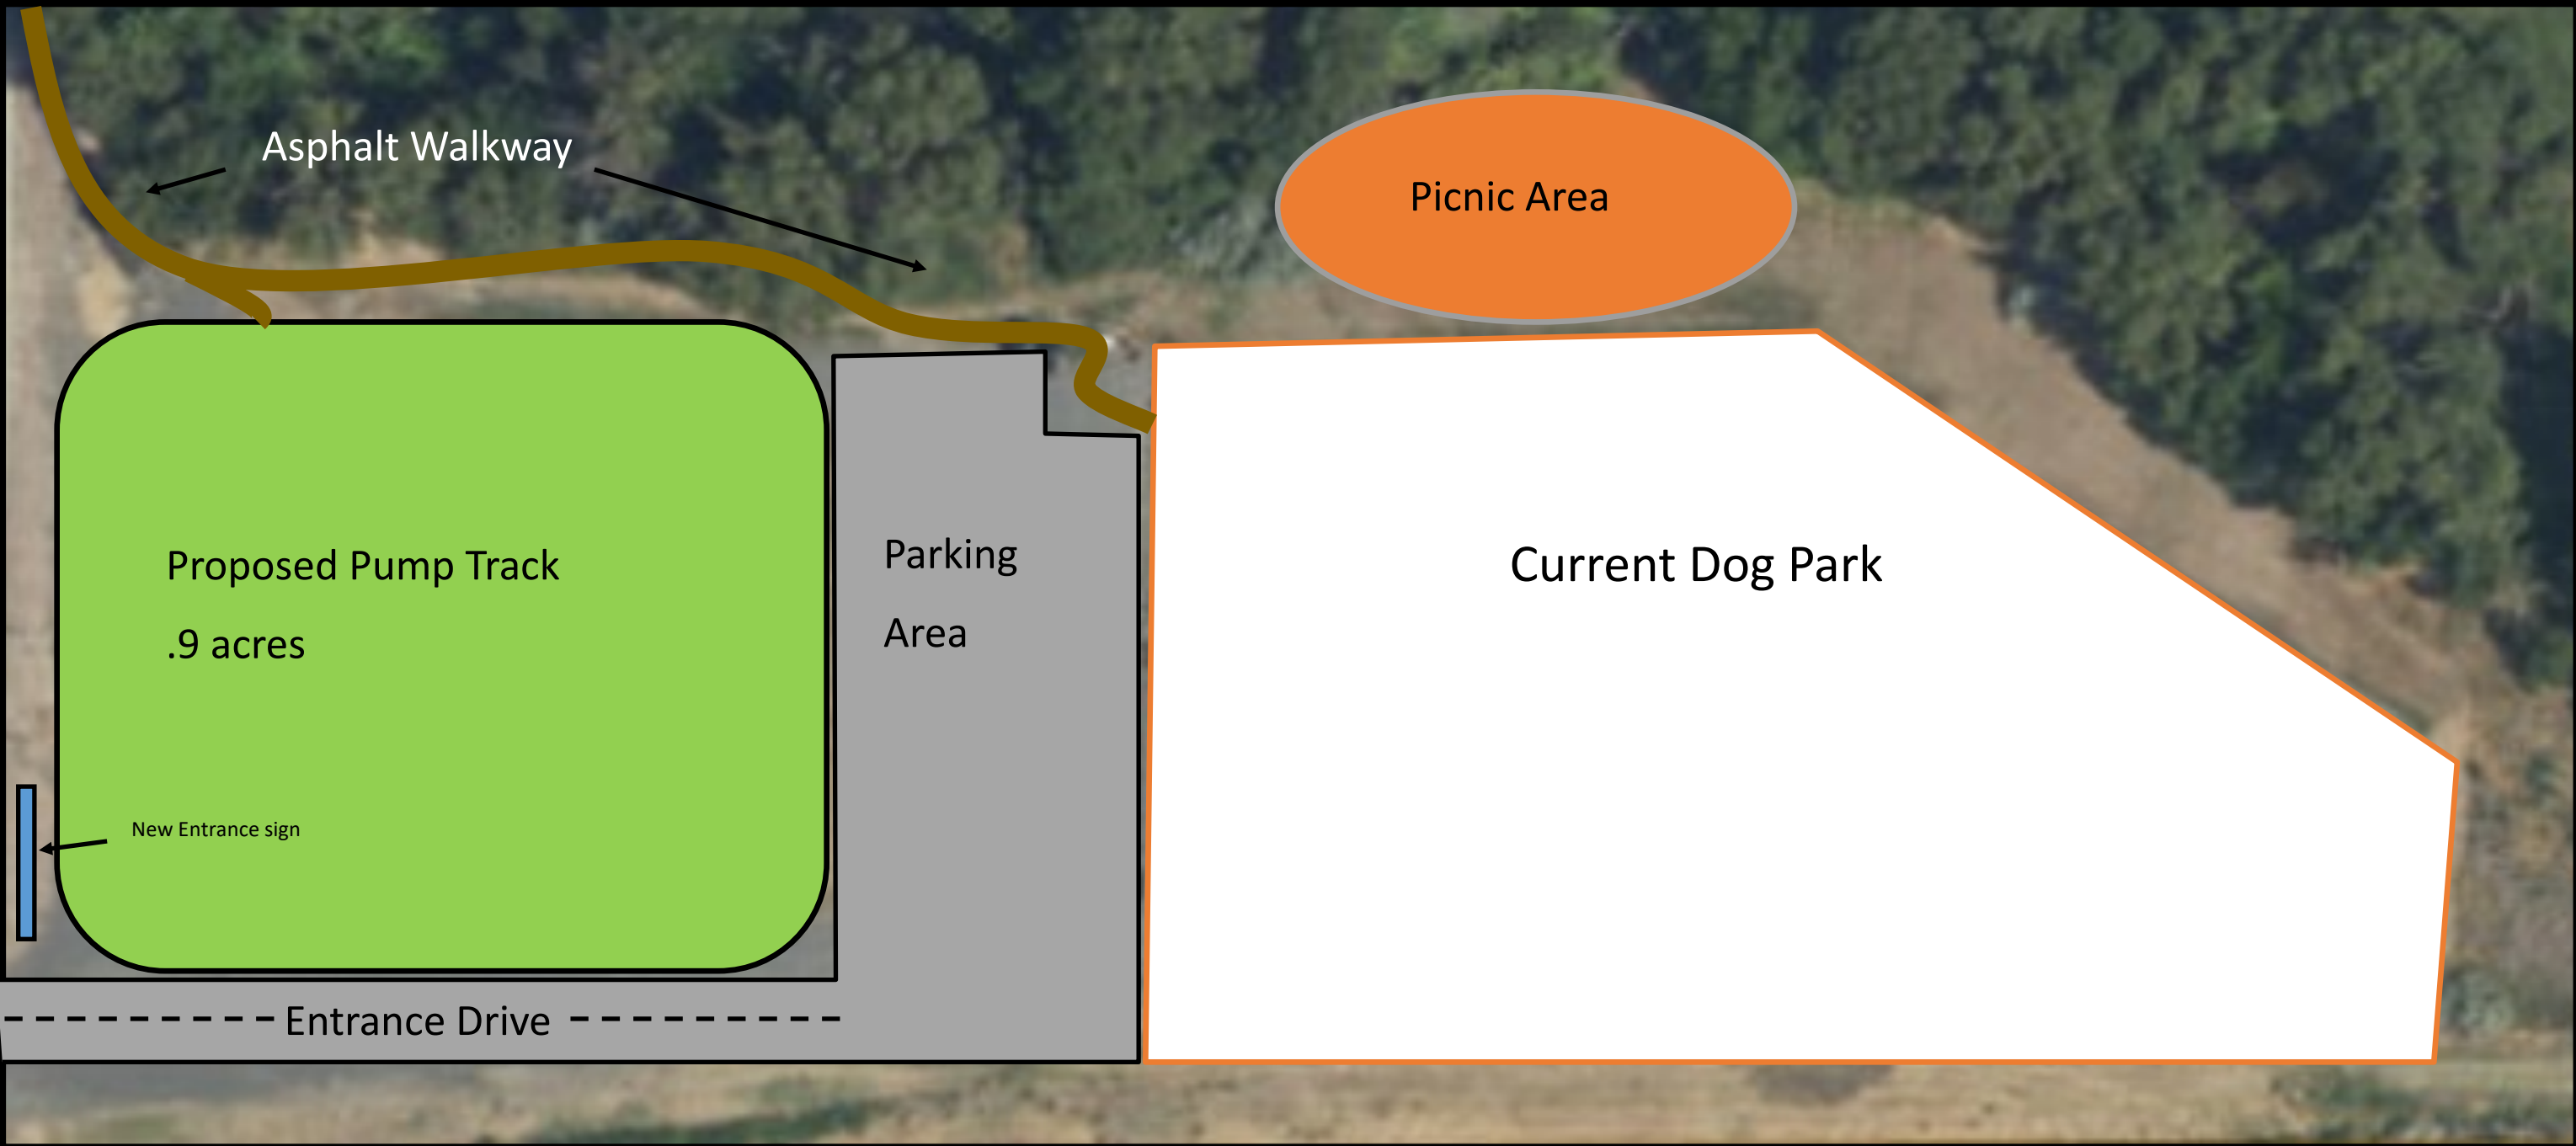 Asphalt Walkway
Picnic Area
Proposed Pump Track
.9 acres
Parking
Area
Current Dog Park
New Entrance sign
Entrance Drive